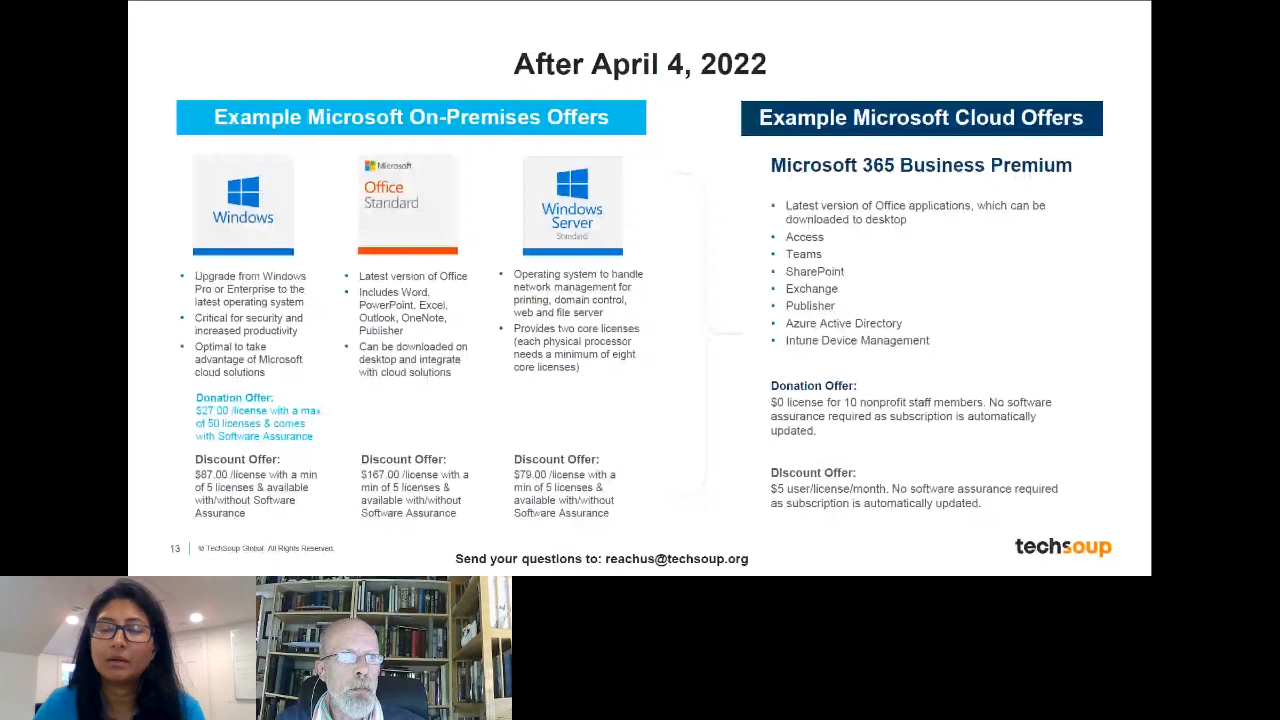 After April 4, 2022
Example Microsoft On-Premises Offers
Windows
Upgrade from Windows
Pro or Enterprise to the
latest operating system
Critical for security and
increased productivity
Optimal to take
advantage of Microsoft
cloud solutions
Donation Offer:
$27.00 /license with a max
of 50 licenses & comes
with Software Assurance
Discount Offer:
$87.00 /license with a min
of 5 licenses & available
with/without Software
Assurance
Microsoft
Office
Standard
Latest version of Office
Includes Word,
PowerPoint, Excel,
Outlook, OneNote,
Publisher
Can be downloaded on
desktop and integrate
with cloud solutions
Discount Offer:
$167.00 /license with a
min of 5 licenses &
available with/without
Software Assurance
Windows
Server
Standard
Operating system to handle
network management for
printing, domain control,
web and file server
Provides two core licenses
(each physical processor
needs a minimum of eight
core licenses)
Discount Offer:
$79.00 /license with a
min of 5 licenses &
available with/without
Software Assurance
Example Microsoft Cloud Offers
Microsoft 365 Business Premium
Latest version of Office applications, which can be
downloaded to desktop
Access
Teams
SharePoint
Exchange
Publisher
Azure Active Directory
Intune Device Management
Donation Offer:
$0 license for 10 nonprofit staff members. No software
assurance required as subscription is automatically
updated.
Discount Offer:
$5 user/license/month. No software assurance required
as subscription is automatically updated.
13
© TechSoup Global. All Rights Reserved.
Send your questions to: reachus@techsoup.org
techsoup